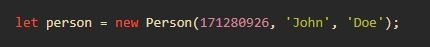 let person = new Person(171280926, 'John', 'Doe');